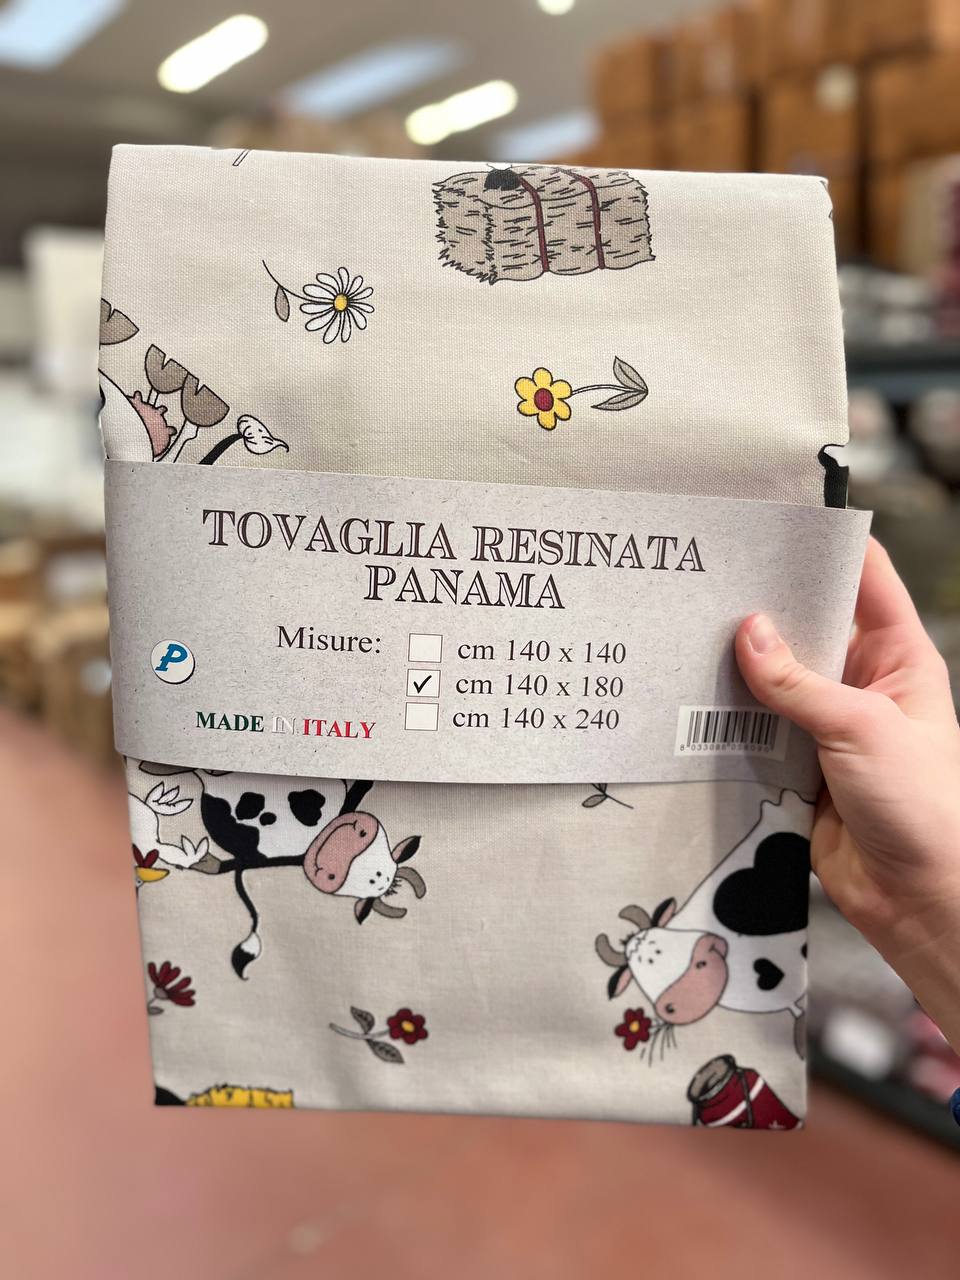 TOVAGLIA RESINATA
PANAMA
Misure:
cm 140 x 140
✓ cm 140 x 180
cm 140 x 240
P
MADE IN ITALY